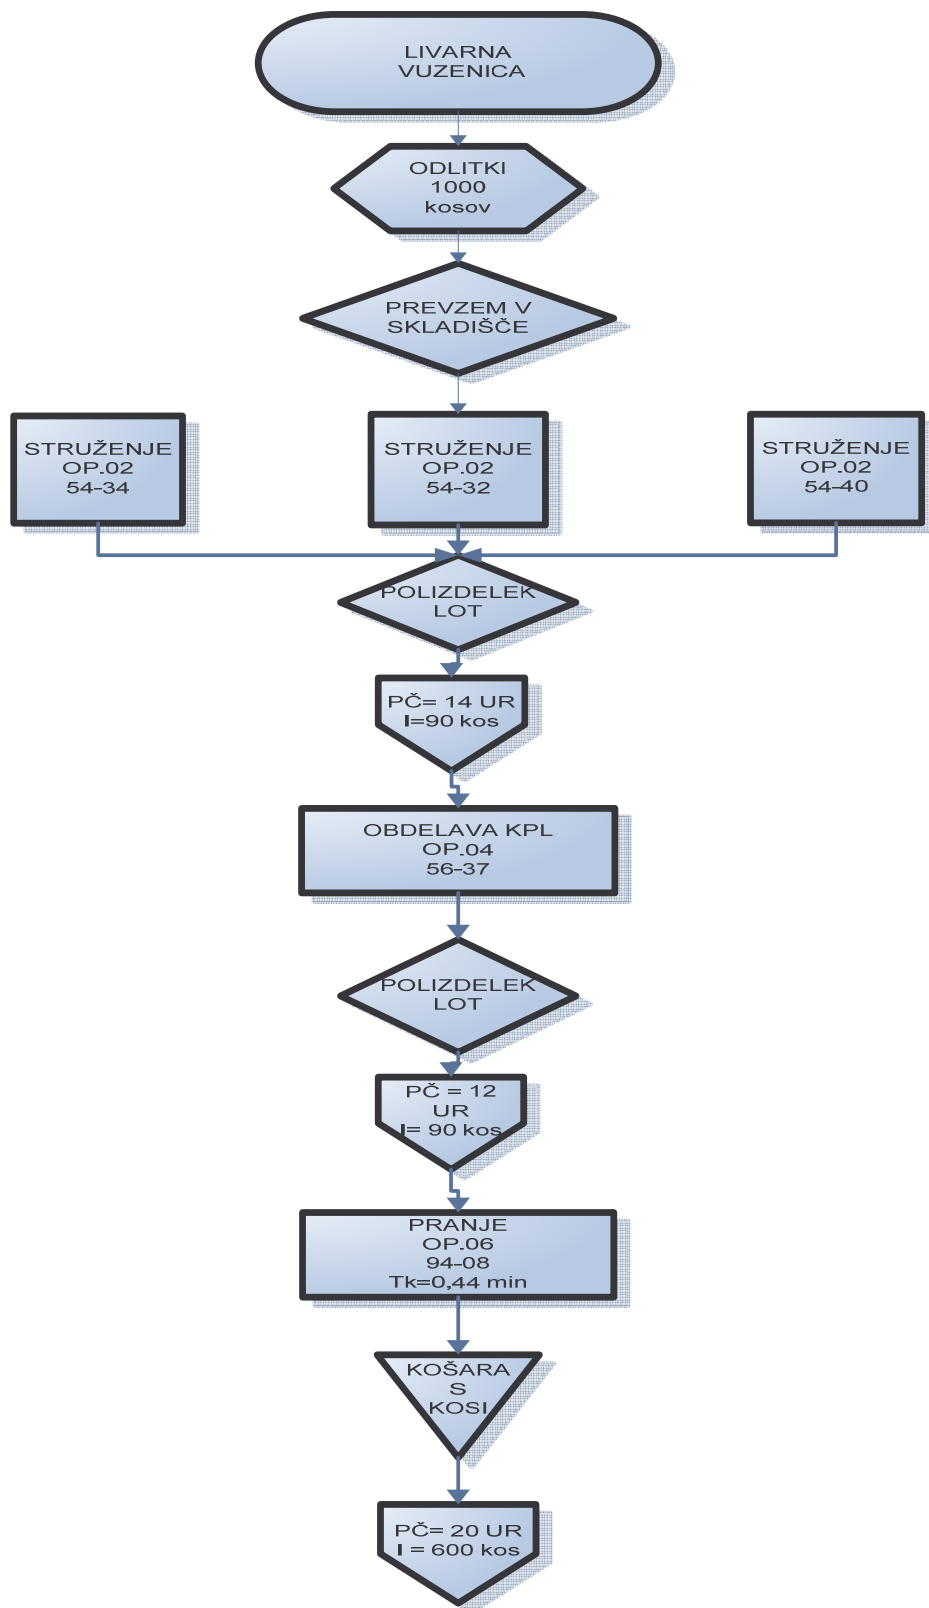 LIVARNA
VUZENICA
ODLITKI
1000
kosov
PREVZEM V
SKLADIŠČE
STRUŽENJE
OP.02
54-34
STRUŽENJE
OP.02
54-32
STRUŽENJE
OP.02
54-40
POLIZDELEK
LOT
PČ= 14 UR
I=90 kos
OBDELAVA KPL
OP.04
56-37
POLIZDELEK
LOT
PČ = 12
UR
I= 90 kos
PRANJE
OP.06
94-08
Tk=0,44 min
KOŠARA
S
KOSI
PČ= 20 UR
I = 600 kos